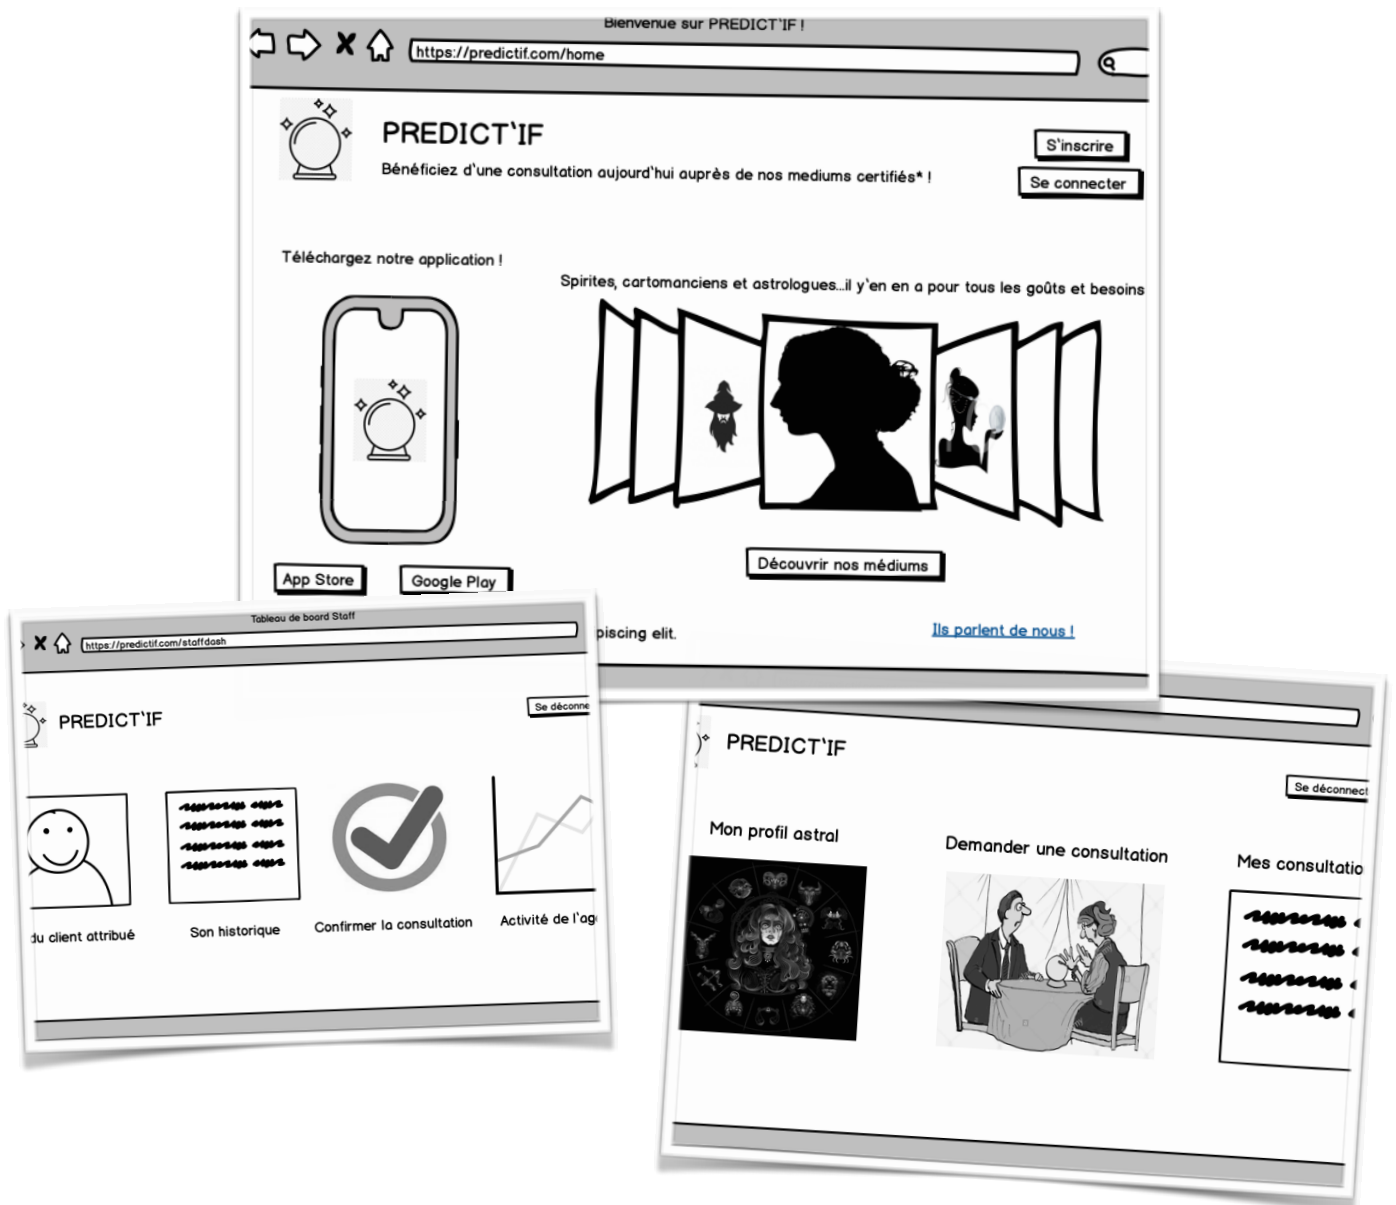 Bienvenue sur PREDICT'IF !
https://predictif.com/home
PREDICT'IF
Bénéficiez d'une consultation aujourd'hui auprès de nos mediums certifiés* !
S'inscrire
Se connecter
Téléchargez notre application !
Spirites, cartomanciens et astrologues...il y'en en a pour tous les goûts et besoins
Découvrir nos médiums
App Store
Google Play
piscing elit.
Ils parlent de nous !
Tableau de board Staff
https://predictif.com/staffdash
PREDICT'IF
Se déconne
du client attribué
Son historique
Confirmer la consultation
Activité de l'ag
PREDICT'IF
Se déconnect
Mon profil astral
Demander une consultation
Mes consultatio